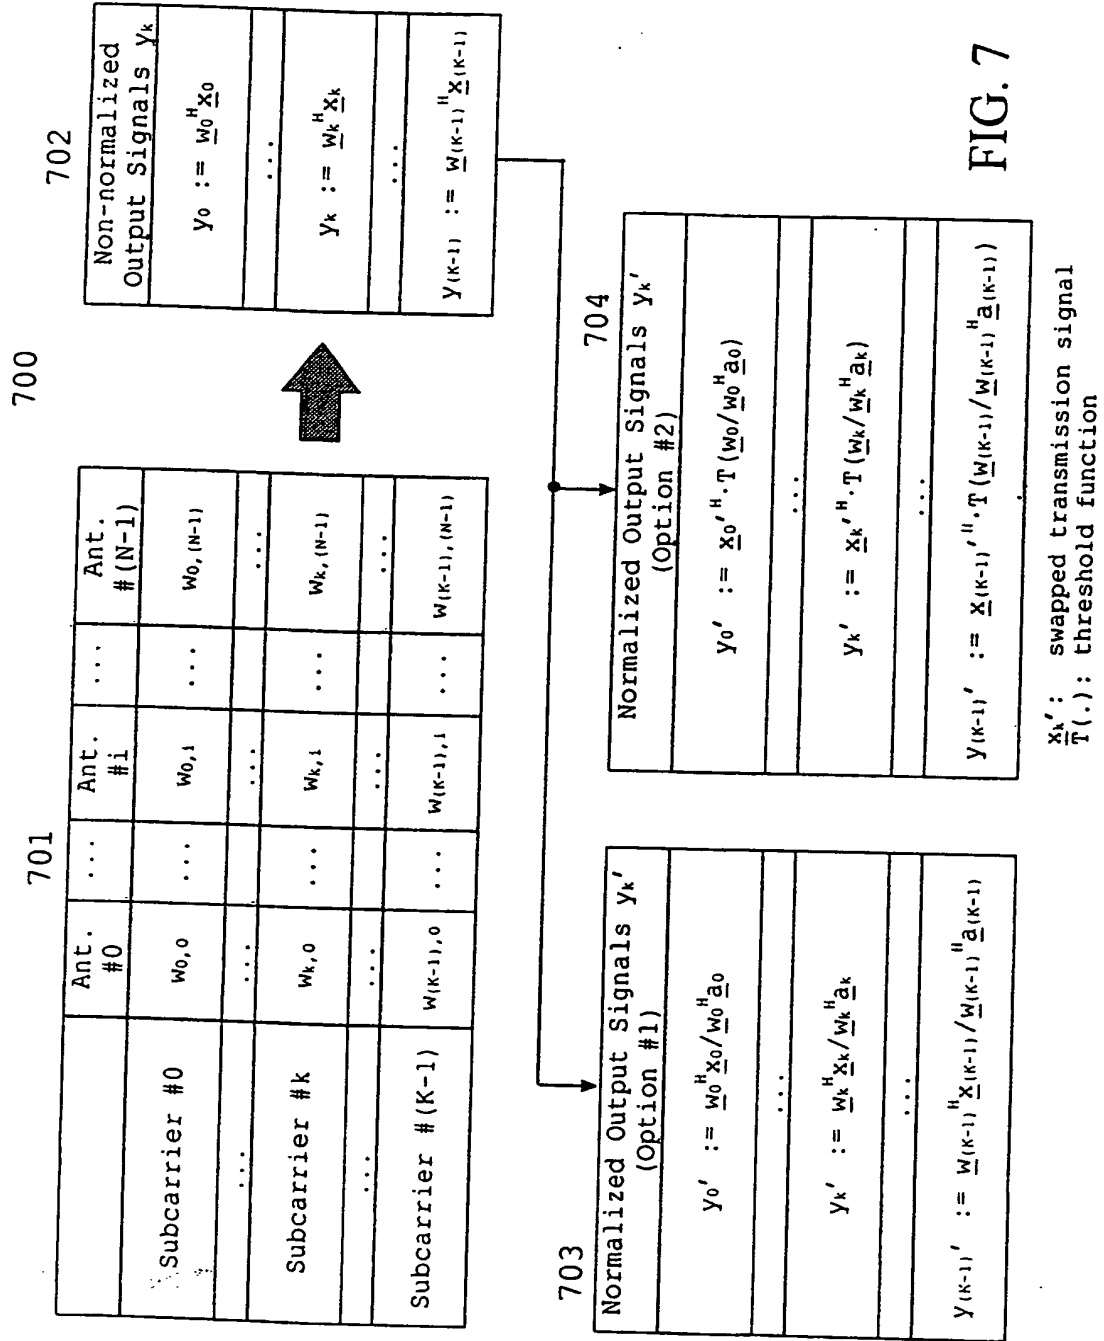 700
701
Ant. #0 ... Ant. #i ... Ant. #(N-1)
Subcarrier #0 w0,0 ... w0,i ... w0,(N-1)
... ... ... ...
Subcarrier #k wk,0 ... wk,i ... wk,(N-1)
... ... ... ...
Subcarrier #(K-1) w(K-1),0 ... w(K-1),i ... w(K-1),(N-1)
702
Non-normalized
Output Signals yk
y0 := w0^H x0
...
yk := wk^H xk
...
y(K-1) := w(K-1)^H x(K-1)
703
Normalized Output Signals yk'
(Option #1)
y0' := w0^H x0/w0^H a0
...
yk' := wk^H xk/wk^H ak
...
y(K-1)' := w(K-1)^H x(K-1)/w(K-1)^H a(K-1)
704
Normalized Output Signals yk'
(Option #2)
y0' := x0'^H·T(w0/w0^H a0)
...
yk' := xk'^H·T(wk/wk^H ak)
...
y(K-1)' := x(K-1)'^H·T(w(K-1)/w(K-1)^H a(K-1))
xk': swapped transmission signal
T(.): threshold function
FIG. 7